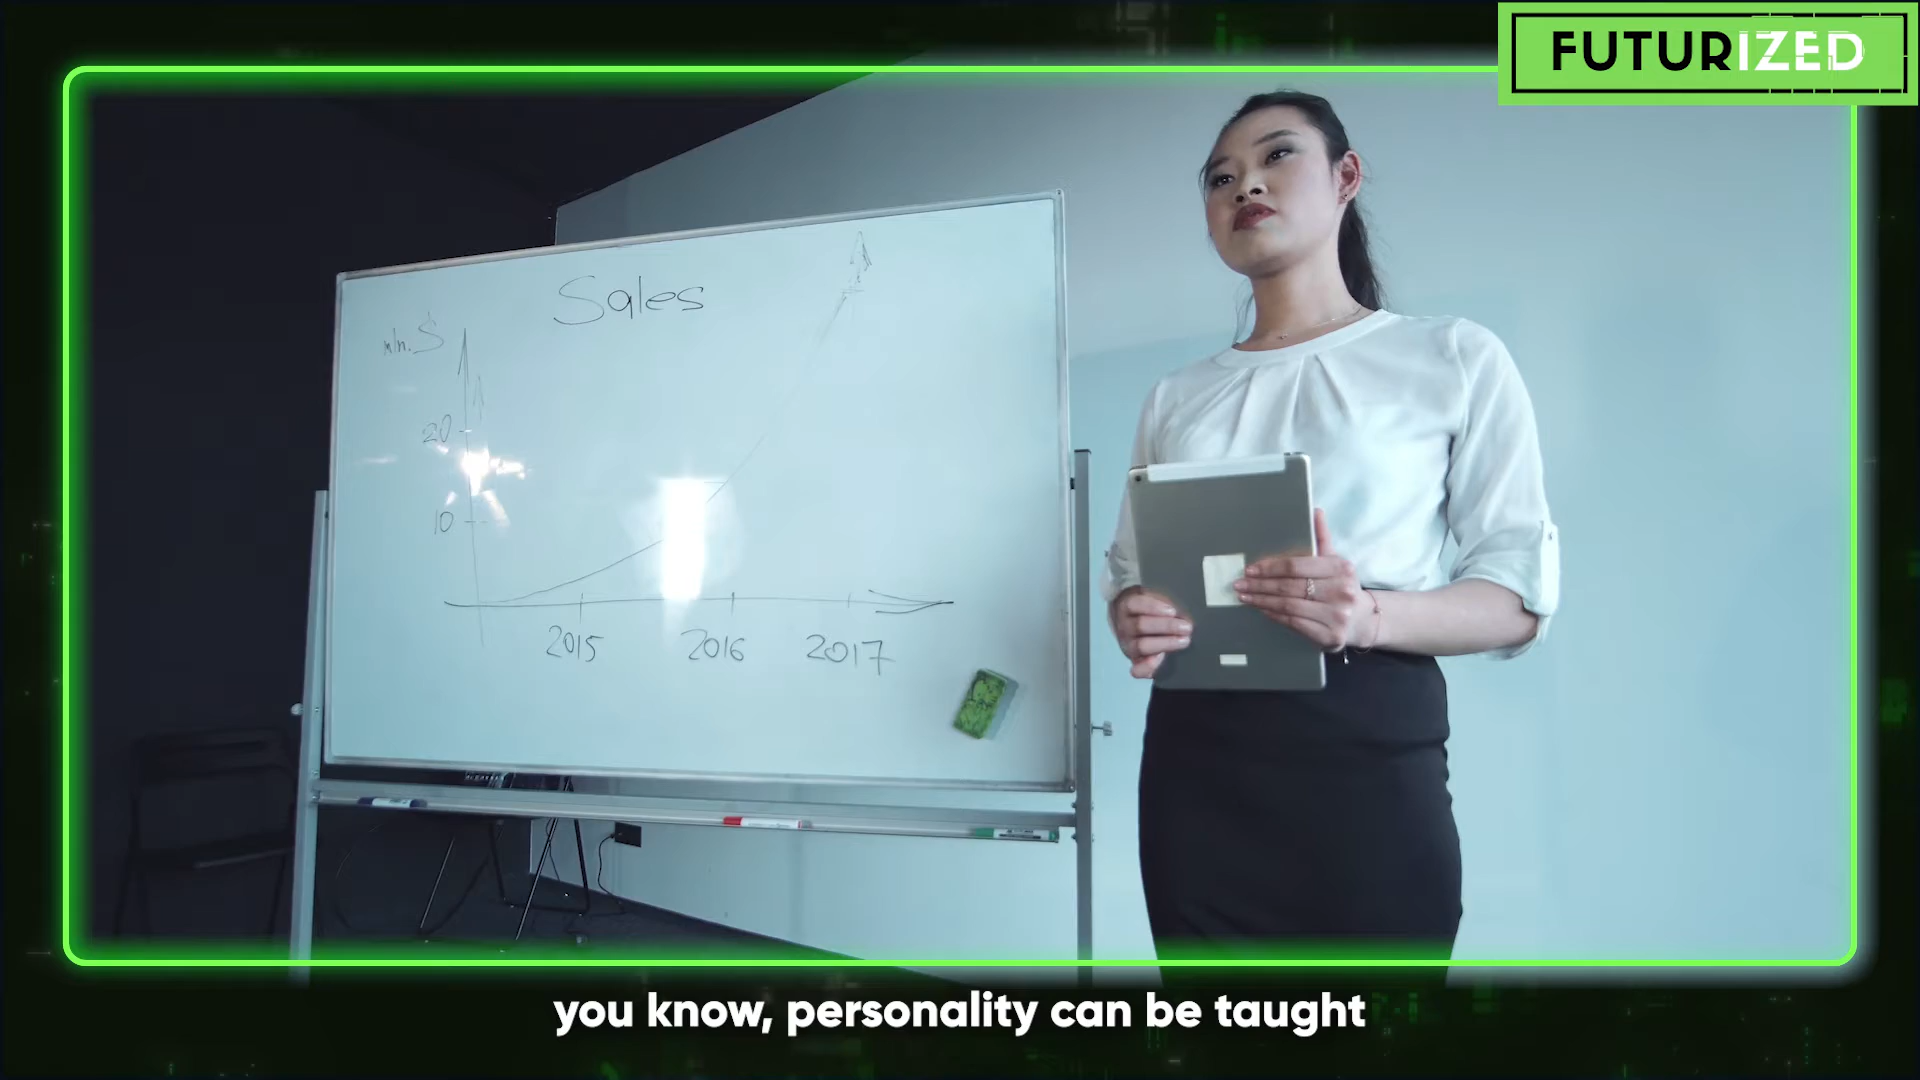 FUTURIZED
Sales
mln. $
20
10
2015 2016 2017
you know, personality can be taught